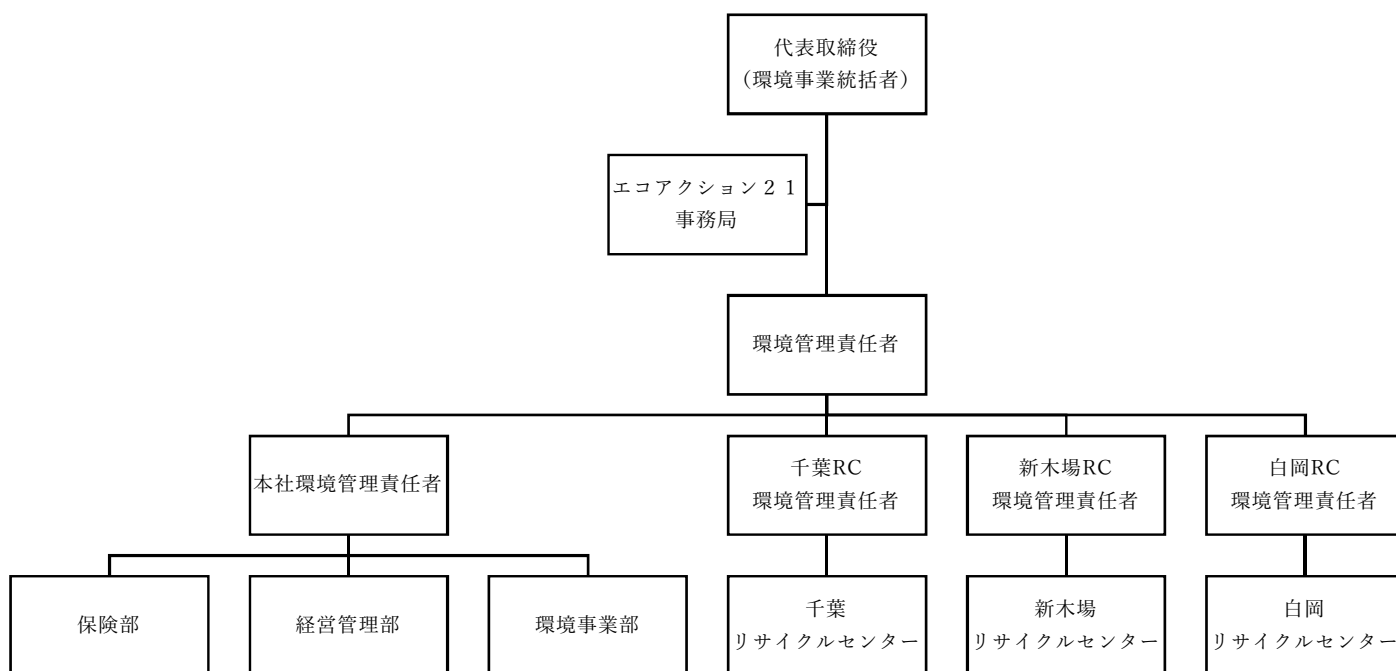 代表取締役
（環境事業統括者）
エコアクション２１
事務局
環境管理責任者
本社環境管理責任者
千葉RC
環境管理責任者
新木場RC
環境管理責任者
白岡RC
環境管理責任者
保険部
経営管理部
環境事業部
千葉
リサイクルセンター
新木場
リサイクルセンター
白岡
リサイクルセンター